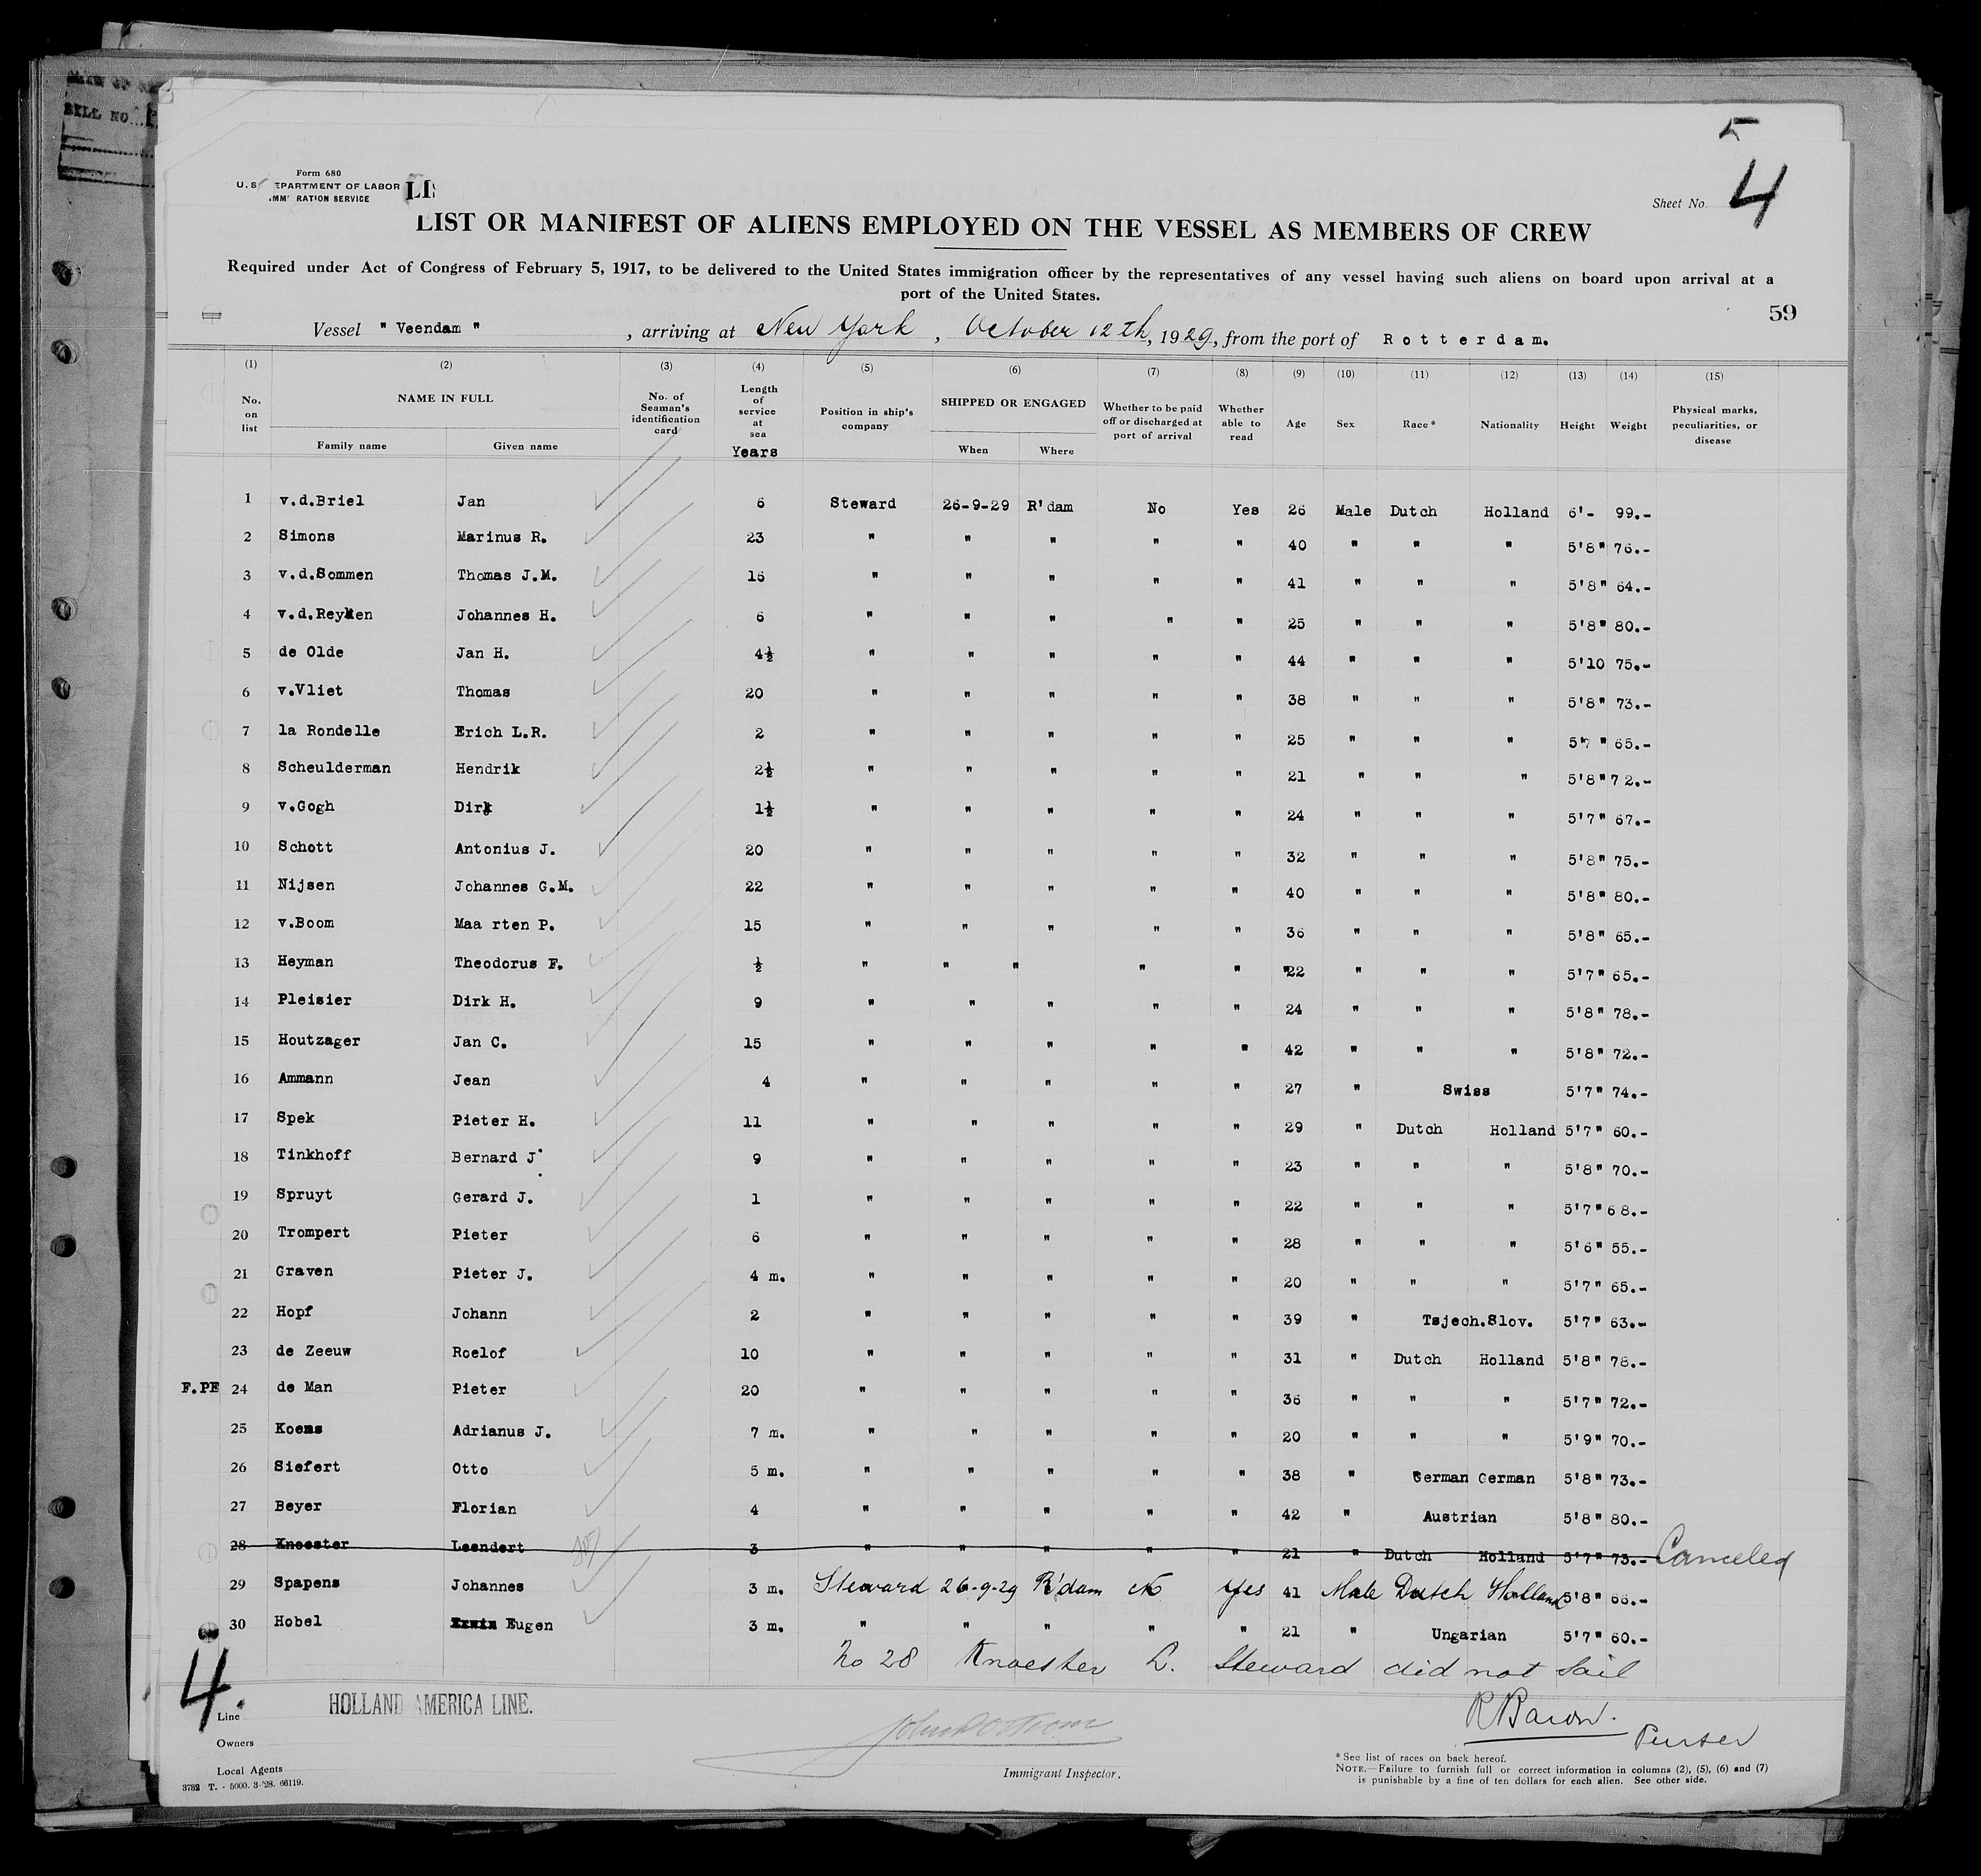 BILL NO.
5
Form 680
U. S. DEPARTMENT OF LABOR
IMMIGRATION SERVICE
LIS
Sheet No. 4
LIST OR MANIFEST OF ALIENS EMPLOYED ON THE VESSEL AS MEMBERS OF CREW
Required under Act of Congress of February 5, 1917, to be delivered to the United States immigration officer by the representatives of any vessel having such aliens on board upon arrival at a
port of the United States.
59
Vessel " Veendam " , arriving at New York , October 12th, 1929, from the port of Rotterdam.
(1) (2) (3) (4) (5) (6) (7) (8) (9) (10) (11) (12) (13) (14) (15)
No. on list NAME IN FULL Family name Given name No. of Seaman's identification card Length of service at sea Years Position in ship's company SHIPPED OR ENGAGED When Where Whether to be paid off or discharged at port of arrival Whether able to read Age Sex Race* Nationality Height Weight Physical marks, peculiarities, or disease
1 v.d.Briel Jan 6 Steward 26-9-29 R'dam No Yes 26 Male Dutch Holland 6'- 99.-
2 Simons Marinus R. 23 " " " " " 40 " " " 5'8" 76.-
3 v.d.Sommen Thomas J.M. 16 " " " " " 41 " " " 5'8" 64.-
4 v.d.Reyken Johannes H. 6 " " " " " 25 " " " 5'8" 80.-
5 de Olde Jan H. 4½ " " " " " 44 " " " 5'10 75.-
6 v.Vliet Thomas 20 " " " " " 38 " " " 5'8" 73.-
7 la Rondelle Erich L.R. 2 " " " " " 25 " " " 5'7 " 65.-
8 Scheulderman Hendrik 2½ " " " " " 21 " " " 5'8" 72.-
9 v.Gogh Dirk 1½ " " " " " 24 " " " 5'7" 67.-
10 Schott Antonius J. 20 " " " " " 32 " " " 5'8" 75.-
11 Nijsen Johannes G.M. 22 " " " " " 40 " " " 5'8" 80.-
12 v.Boom Maa rten P. 15 " " " " " 36 " " " 5'8" 65.-
13 Heyman Theodorus F. ½ " " " " " "22 " " " 5'7" 65.-
14 Pleisier Dirk H. 9 " " " " " 24 " " " 5'8" 78.-
15 Houtzager Jan C. 15 " " " " " 42 " " " 5'8" 72.-
16 Ammann Jean 4 " " " " " 27 " Swiss 5'7" 74.-
17 Spek Pieter H. 11 " " " " " 29 " Dutch Holland 5'7" 60.-
18 Tinkhoff Bernard J. 9 " " " " " 23 " " " 5'8" 70.-
19 Spruyt Gerard J. 1 " " " " " 22 " " " 5'7" 68.-
20 Trompert Pieter 6 " " " " " 28 " " " 5'6" 55.-
21 Graven Pieter J. 4 m. " " " " " 20 " " " 5'7" 65.-
22 Hopf Johann 2 " " " " " 39 " Tsjech.Slov. 5'7" 63.-
23 de Zeeuw Roelof 10 " " " " " 31 " Dutch Holland 5'8" 78.-
F.PE 24 de Man Pieter 20 " " " " " 36 " " " 5'7" 72.-
25 Koens Adrianus J. 7 m. " " " " " 20 " " " 5'9" 70.-
26 Siefert Otto 5 m. " " " " " 38 " German German 5'8" 73.-
27 Beyer Florian 4 " " " " " 42 " Austrian 5'8" 80.-
28 Knoester Leendert 3 " " " " " 21 " Dutch Holland 5'7" 73.- Canceled
29 Spapens Johannes 3 m. Steward 26-9-29 R'dam No Yes 41 Male Dutch Holland 5'8" 66.-
30 Hobel Erwin Eugen 3 m. " " " " " 21 " Ungarian 5'7" 60.-
No 28 Knoester L. Steward did not sail
4.
Line HOLLAND AMERICA LINE.
R Baron.
Purser
Owners
Local Agents
Immigrant Inspector.
* See list of races on back hereof.
NOTE.—Failure to furnish full or correct information in columns (2), (5), (6) and (7)
is punishable by a fine of ten dollars for each alien. See other side.
3782 T. - 5000. 3-'28. 66119.